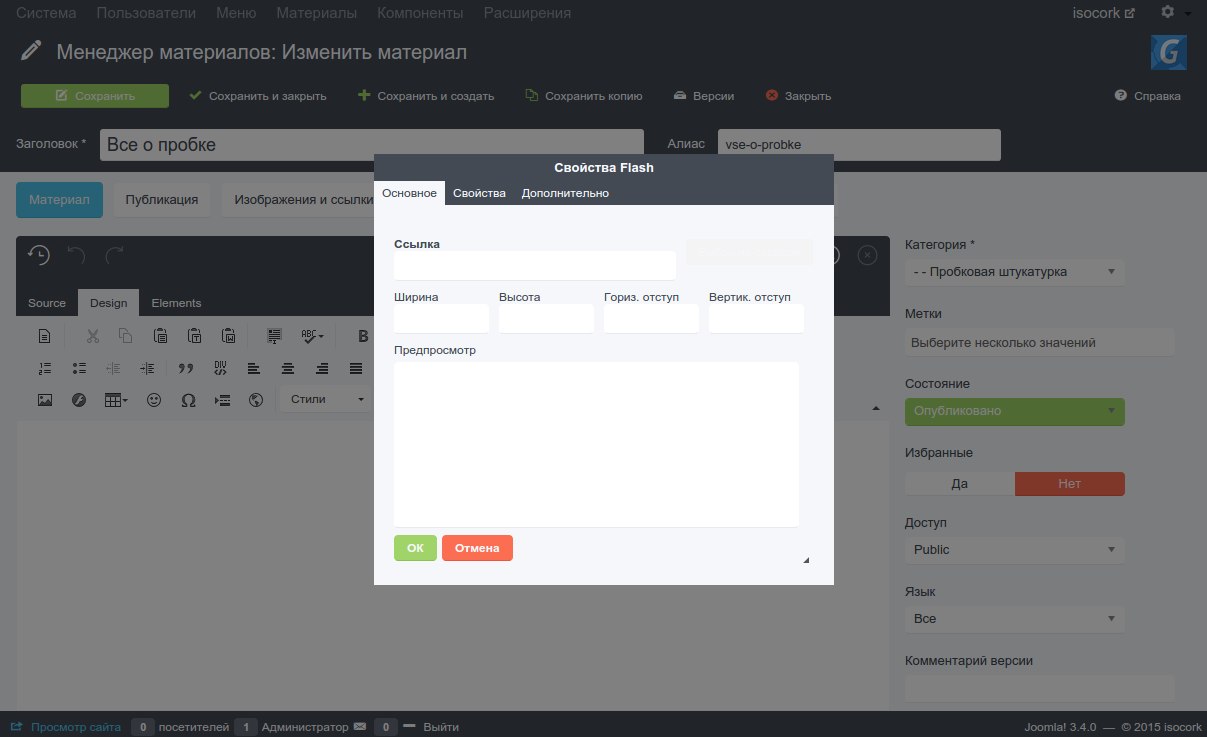 Система Пользователи Меню Материалы Компоненты Расширения isocork
Менеджер материалов: Изменить материал
Сохранить Сохранить и закрыть Сохранить и создать Сохранить копию Версии Закрыть Справка
Заголовок * Все о пробке Алиас vse-o-probke
Свойства Flash
Основное Свойства Дополнительно
Материал Публикация Изображения и ссылки
Ссылка
Категория *
- - Пробковая штукатурка
Source Design Elements
Ширина Высота Гориз. отступ Вертик. отступ
Метки
Выберите несколько значений
ABC B
Предпросмотр
DIV
Состояние
Стили
Опубликовано
Избранные
Да Нет
Доступ
Public
ОК Отмена
Язык
Все
Комментарий версии
Просмотр сайта 0 посетителей 1 Администратор 0 Выйти Joomla! 3.4.0 — © 2015 isocork